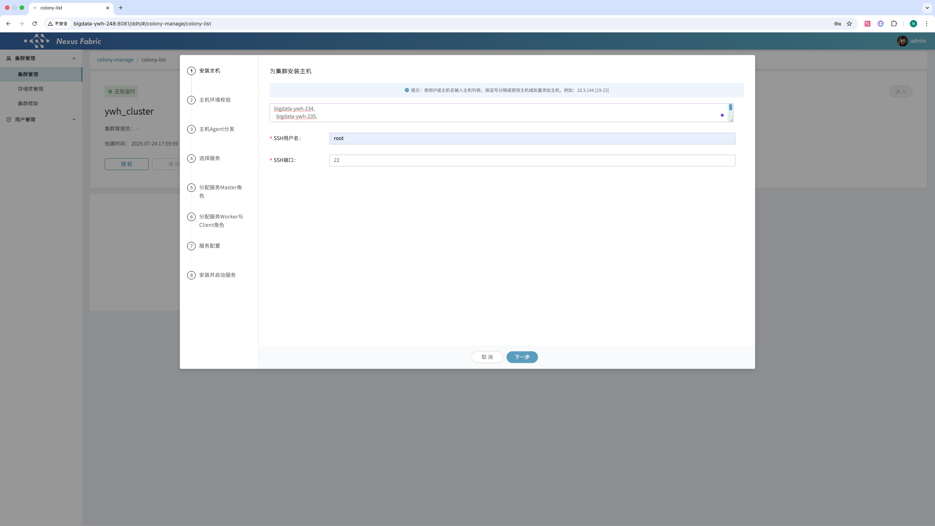 colony-list
不安全
bigdata-ywh-248:8081/ddh/#/colony-manage/colony-list
Nexus Fabric
admin
集群管理
集群管理
存储库管理
集群框架
用户管理
colony-manage / colony-list
正在运行
ywh_cluster
集群管理员： -
创建时间： 2025-07-24 17:59:59
授权
进入
1 安装主机
2 主机环境校验
3 主机Agent分发
4 选择服务
5 分配服务Master角
色
6 分配服务Worker与
Client角色
7 服务配置
8 安装并启动服务
为集群安装主机
提示：使用IP或主机名输入主机列表，按逗号分隔或使用主机域批量添加主机，例如：10.3.144.[19-23]
bigdata-ywh-234,
bigdata-ywh-235,
* SSH用户名：
root
* SSH端口：
22
取消
下一步